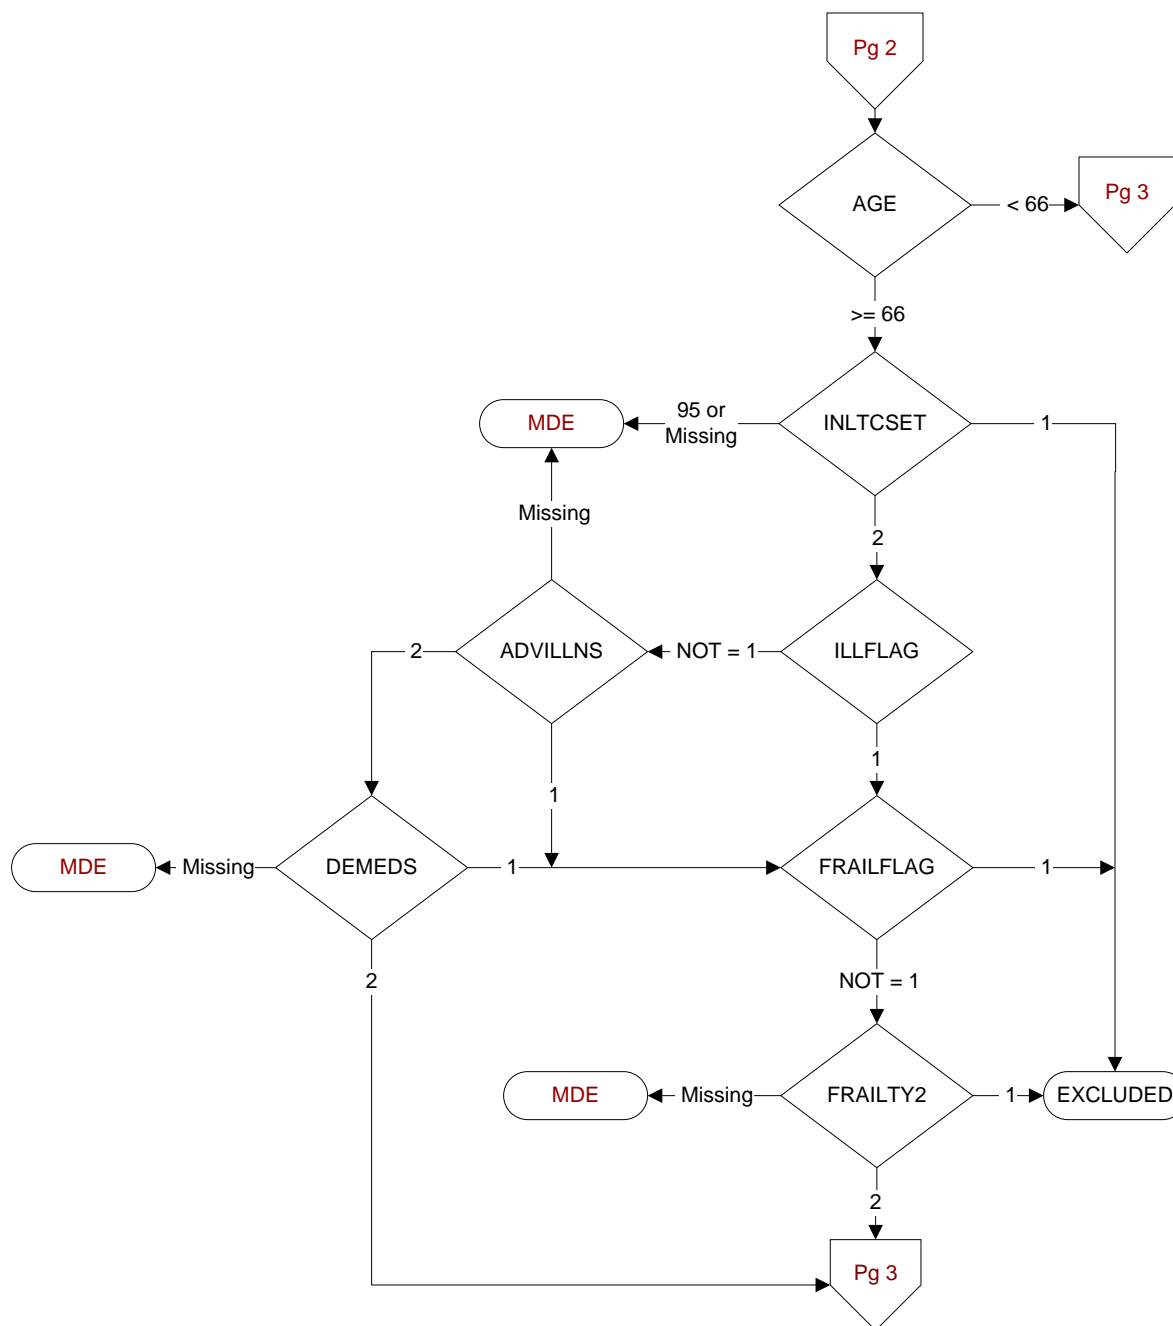 Pg 2
AGE
< 66
Pg 3
>= 66
MDE
95 or
Missing
INLTCSET
1
Missing
2
2
ADVILLNS
NOT = 1
ILLFLAG
1
1
MDE
Missing
DEMEDS
1
FRAILFLAG
1
2
NOT = 1
MDE
Missing
FRAILTY2
1
EXCLUDED
2
Pg 3